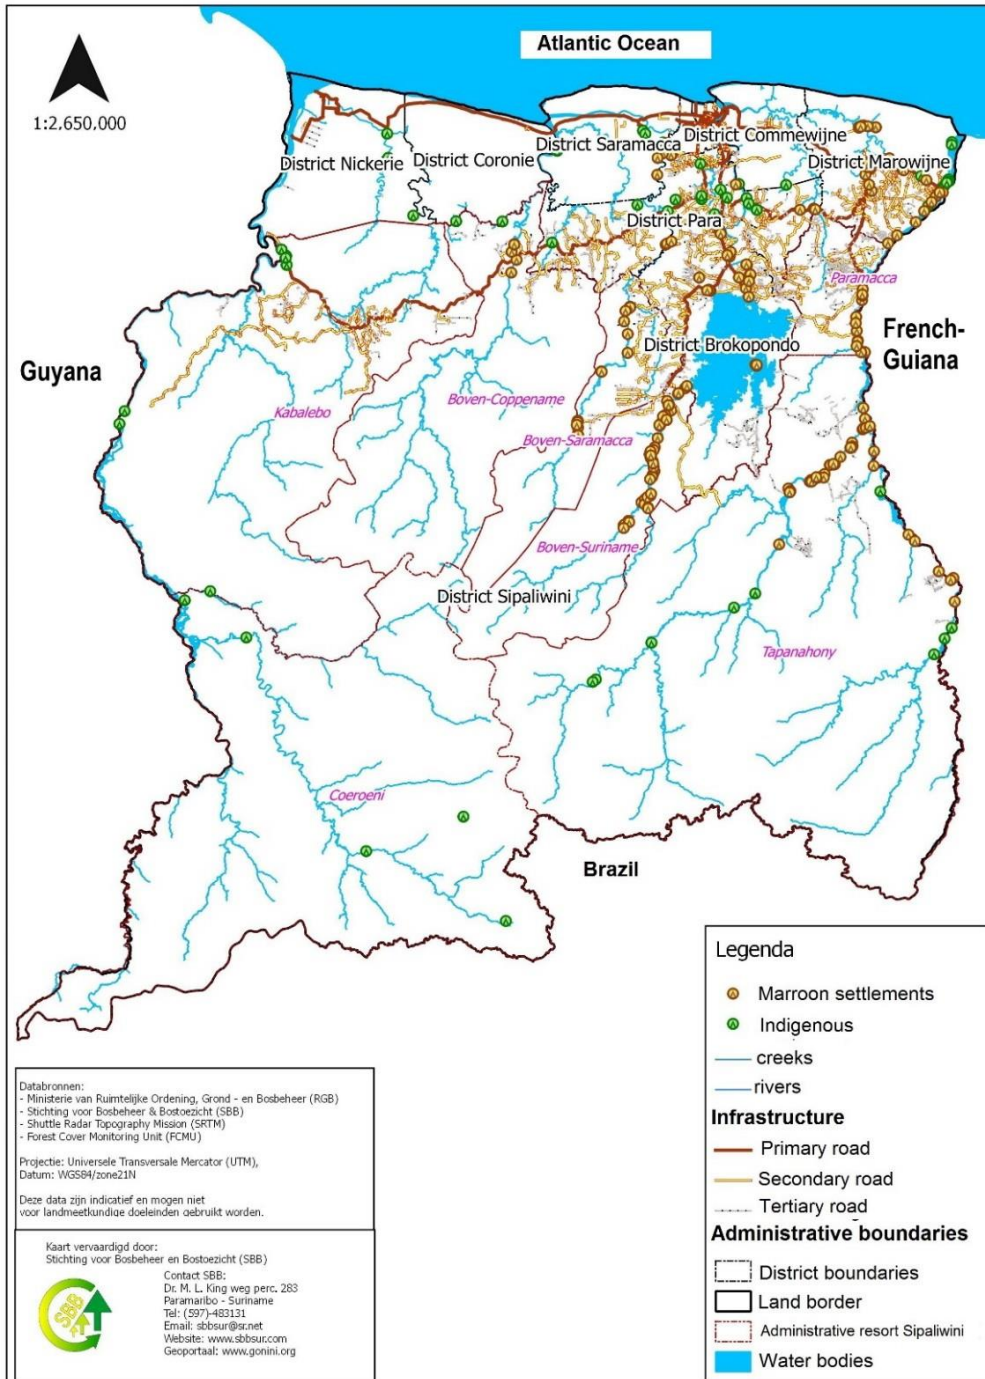 Atlantic Ocean
1:2,650,000
District Commewijne
District Saramacca
District Nickerie
District Coronie
District Marowijne
District Para
Paramacca
French-
Guiana
District Brokopondo
Guyana
Kabalebo
Boven-Coppename
Boven-Saramacca
Boven-Suriname
District Sipaliwini
Tapanahony
Coeroeni
Brazil
Legenda
Marroon settlements
Indigenous
creeks
rivers
Infrastructure
Primary road
Secondary road
Tertiary road
Administrative boundaries
District boundaries
Land border
Administrative resort Sipaliwini
Water bodies
Databronnen:
- Ministerie van Ruimtelijke Ordening, Grond - en Bosbeheer (RGB)
- Stichting voor Bosbeheer & Bostoezicht (SBB)
- Shuttle Radar Topography Mission (SRTM)
- Forest Cover Monitoring Unit (FCMU)
Projectie: Universele Transversale Mercator (UTM),
Datum: WGS84/zone21N
Deze data zijn indicatief en mogen niet
voor landmeetkundige doeleinden gebruikt worden.
Kaart vervaardigd door:
Stichting voor Bosbeheer en Bostoezicht (SBB)
SBB
Contact SBB:
Dr. M. L. King weg perc. 283
Paramaribo - Suriname
Tel: (597)-483131
Email: sbbsur@sr.net
Website: www.sbbsur.com
Geoportaal: www.gonini.org